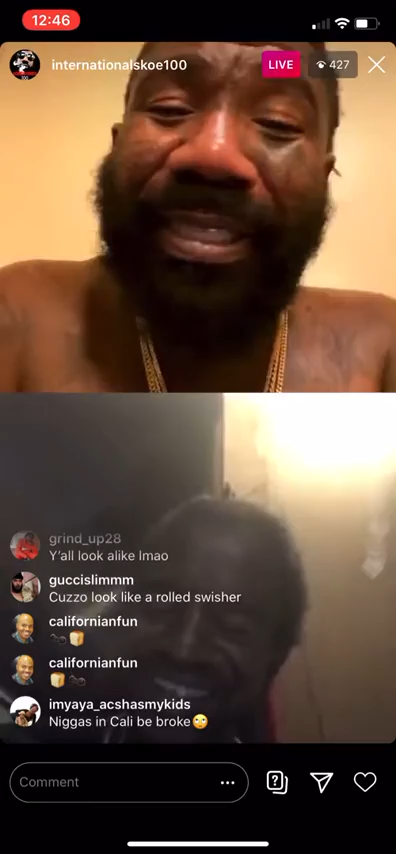 12:46
internationalskoe100
LIVE
427
grind_up28
Y'all look alike lmao
guccislimmm
Cuzzo look like a rolled swisher
californianfun
🐜🍞
californianfun
🍞🐜
imyaya_acshasmykids
Niggas in Cali be broke🙄
Comment